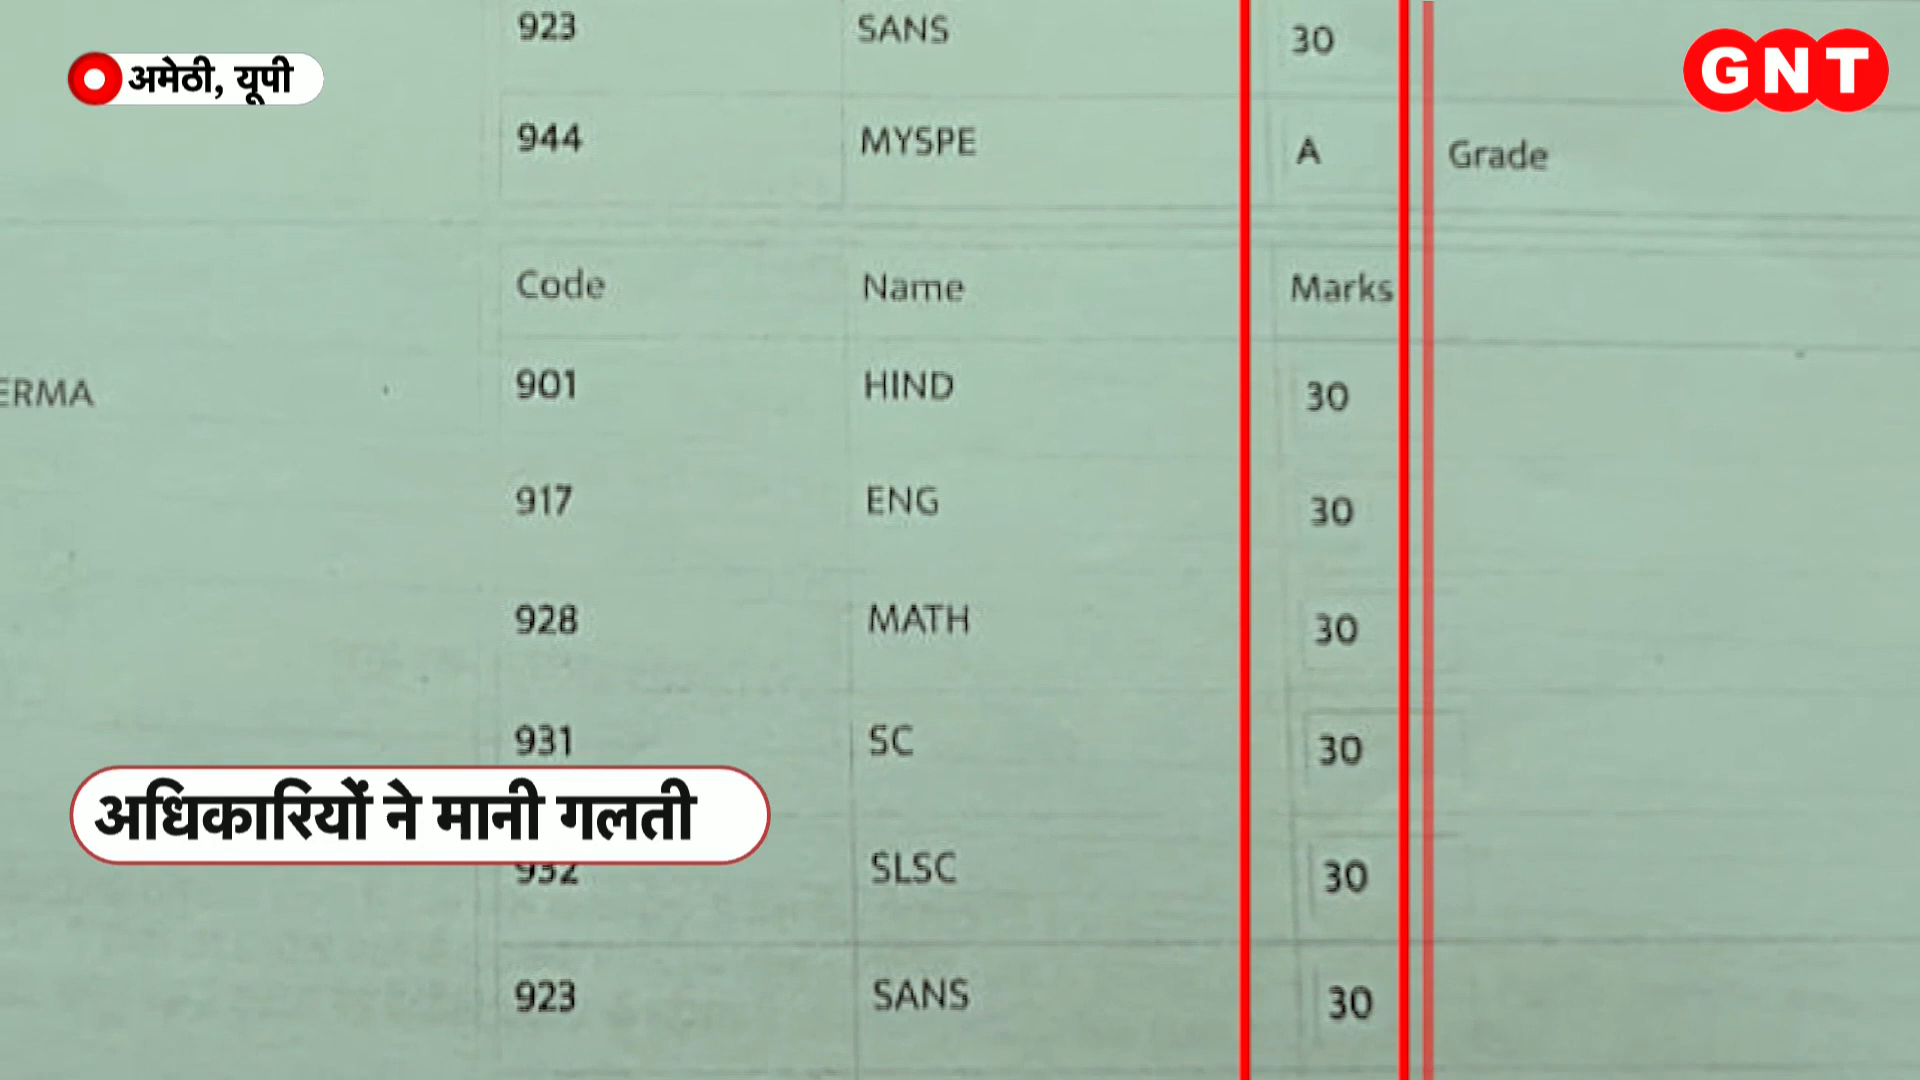 923 SANS 30
अमेठी, यूपी
GNT
944 MYSPE A Grade
Code Name Marks
ERMA
901 HIND 30
917 ENG 30
928 MATH 30
931 SC 30
अधिकारियों ने मानी गलती
932 SLSC 30
923 SANS 30